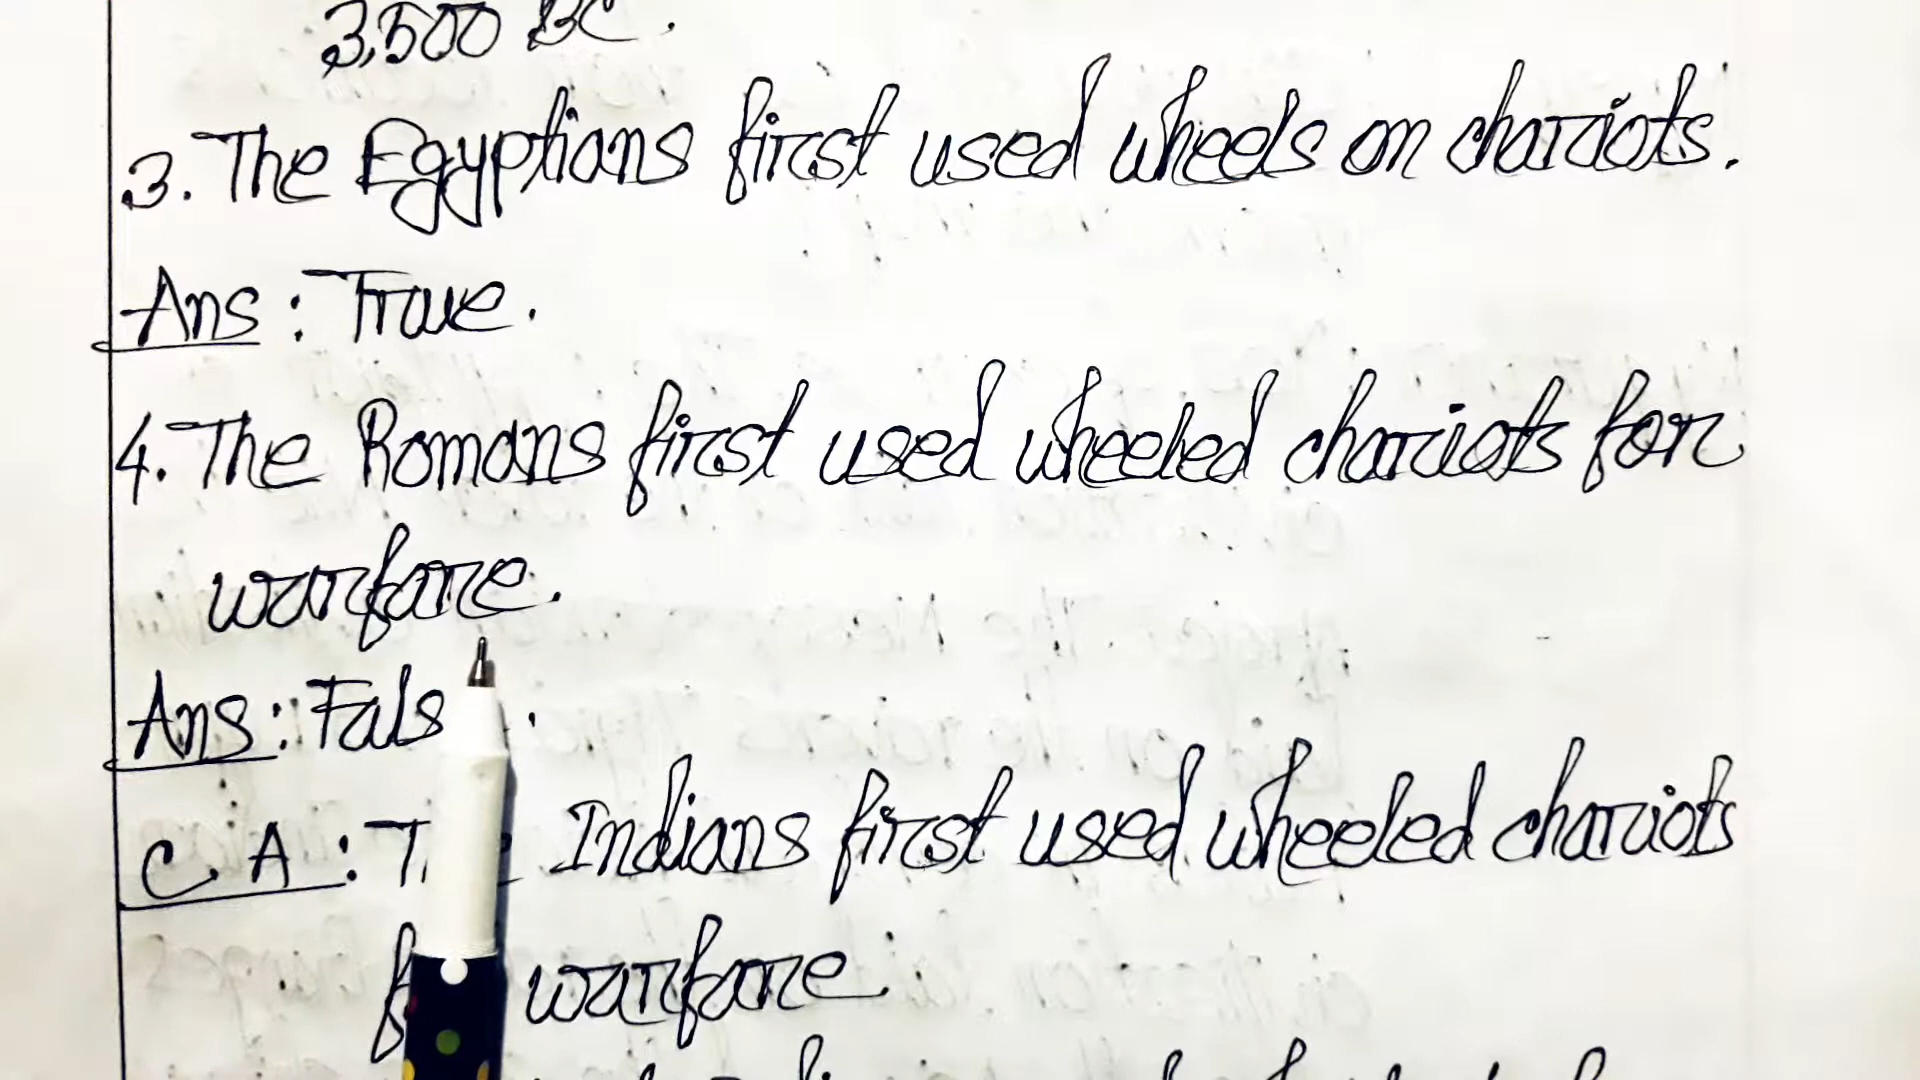 3,500 BC.
3. The Egyptians first used wheels on chariots.
Ans: True.
4. The Romans first used wheeled chariots for
warfare.
Ans: Fals
C. A: T Indians first used wheeled chariots
f warfare.